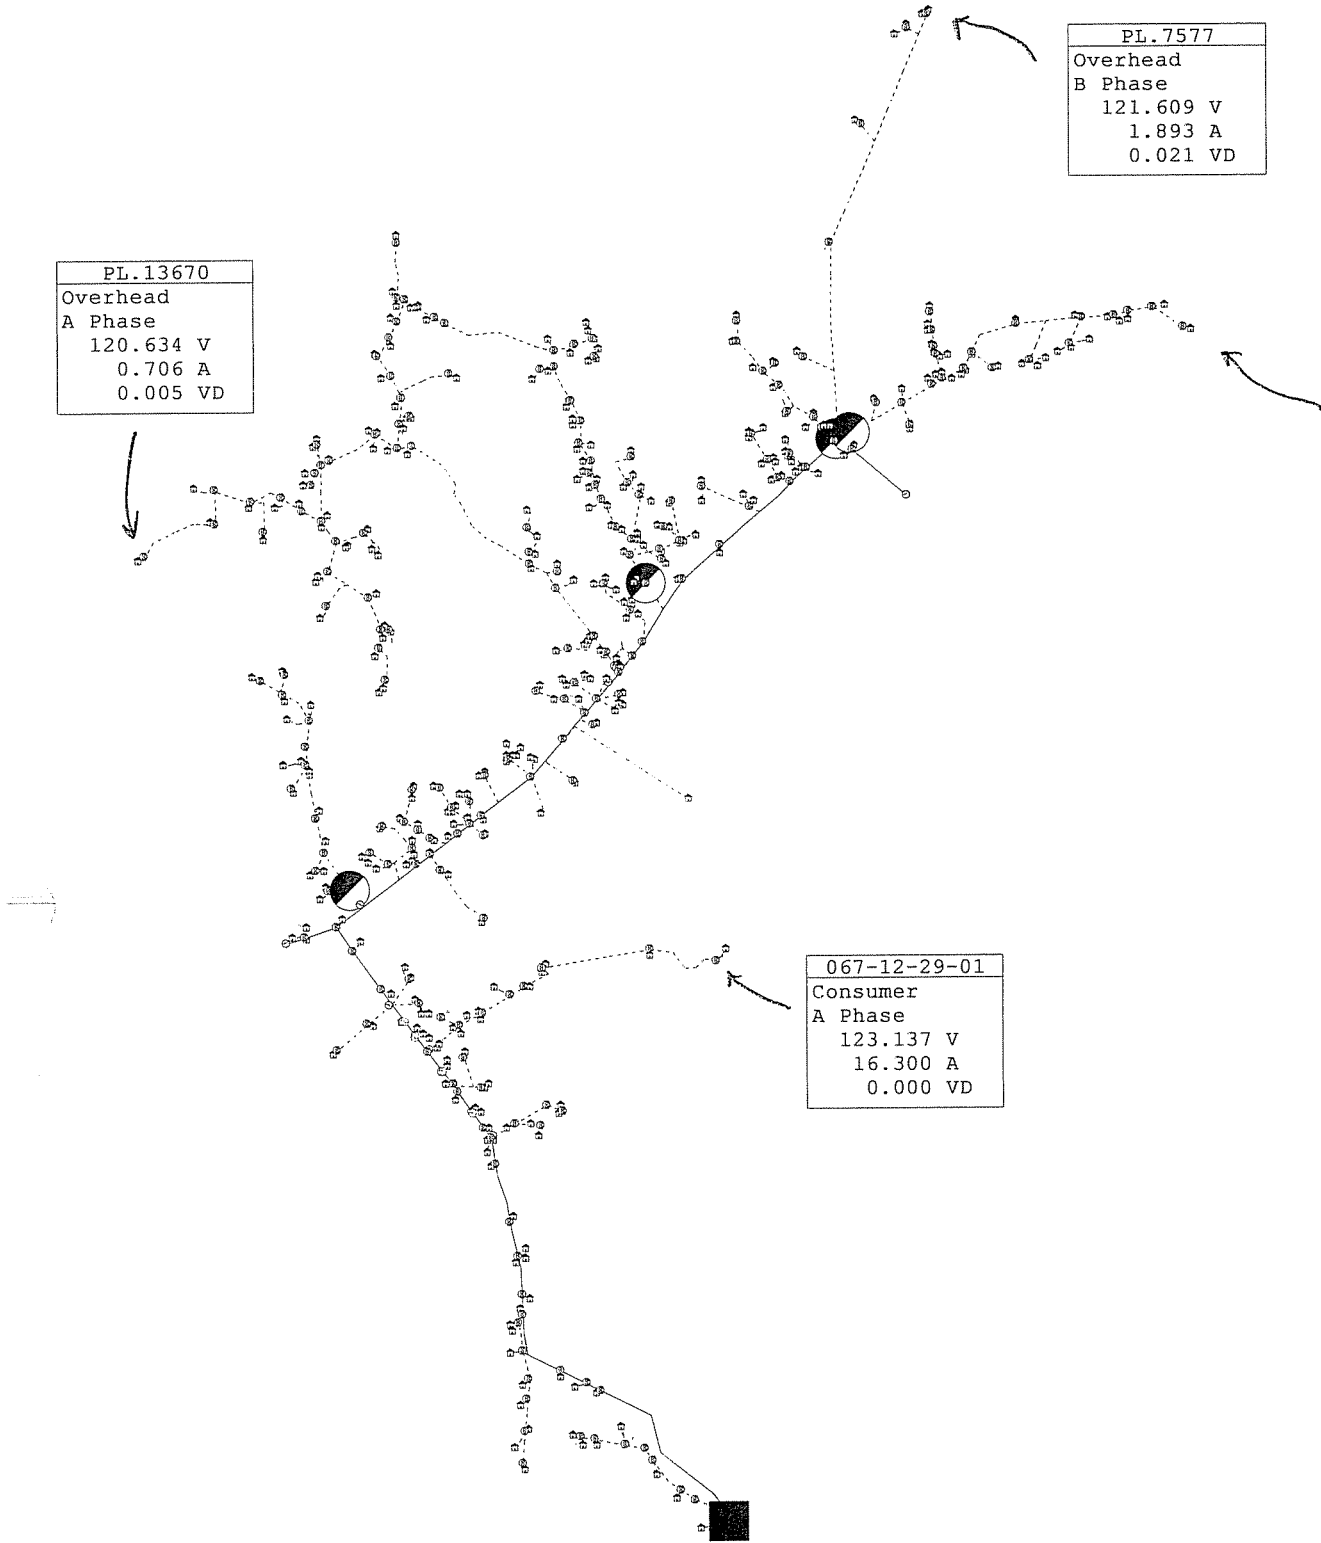 PL.7577
Overhead
B Phase
121.609 V
1.893 A
0.021 VD
PL.13670
Overhead
A Phase
120.634 V
0.706 A
0.005 VD
067-12-29-01
Consumer
A Phase
123.137 V
16.300 A
0.000 VD